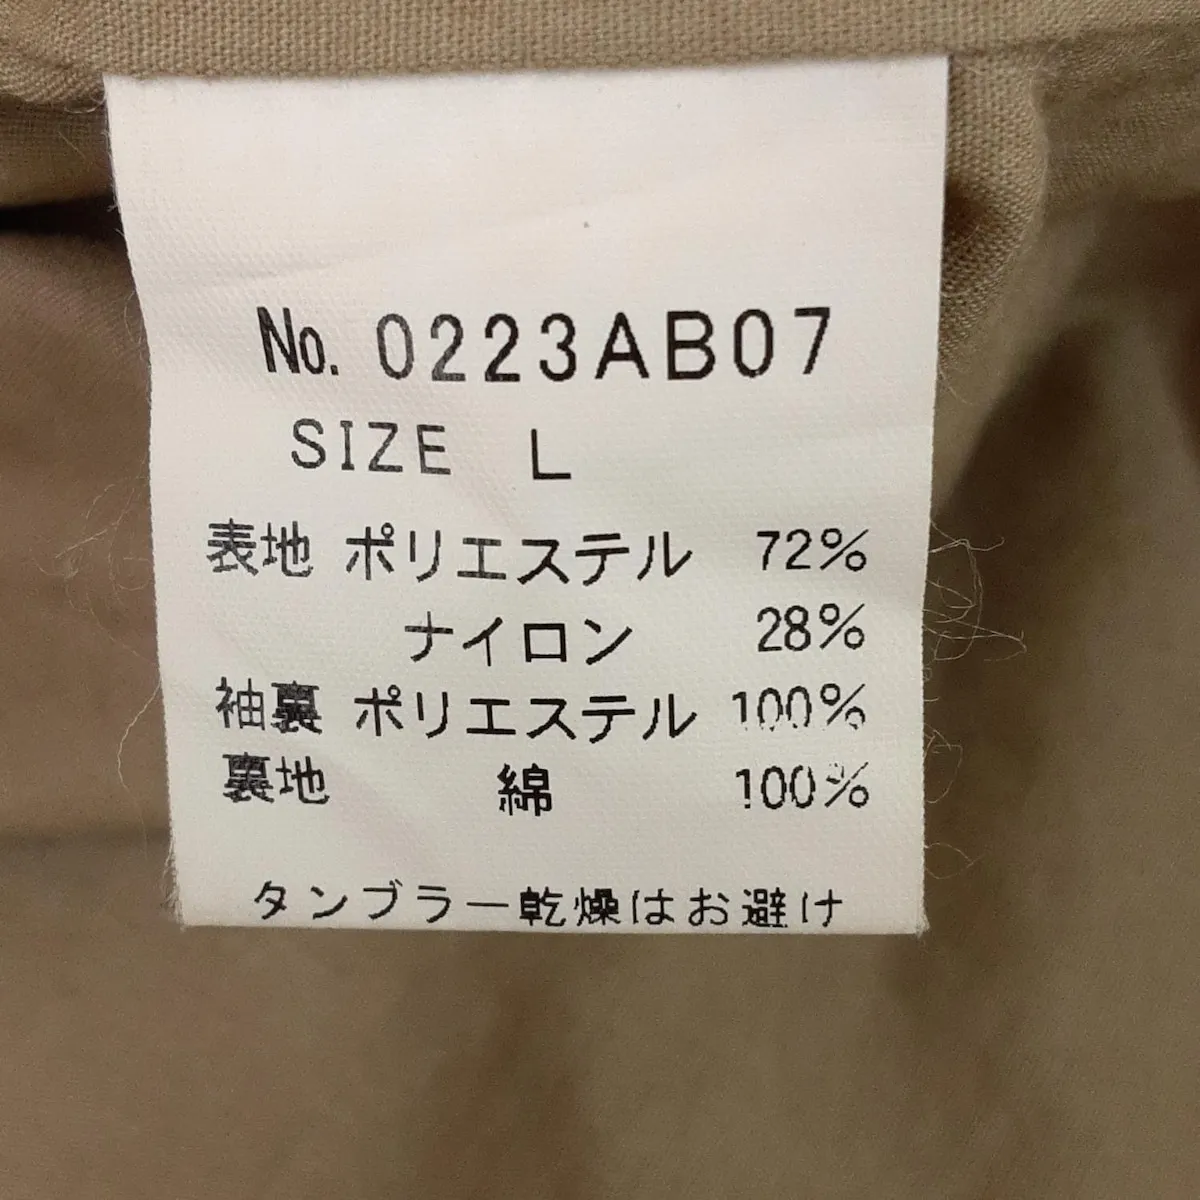 No. 0223AB07
SIZE L
表地 ポリエステル 72%
ナイロン 28%
袖裏 ポリエステル 100%
裏地 綿 100%
タンブラー乾燥はお避け